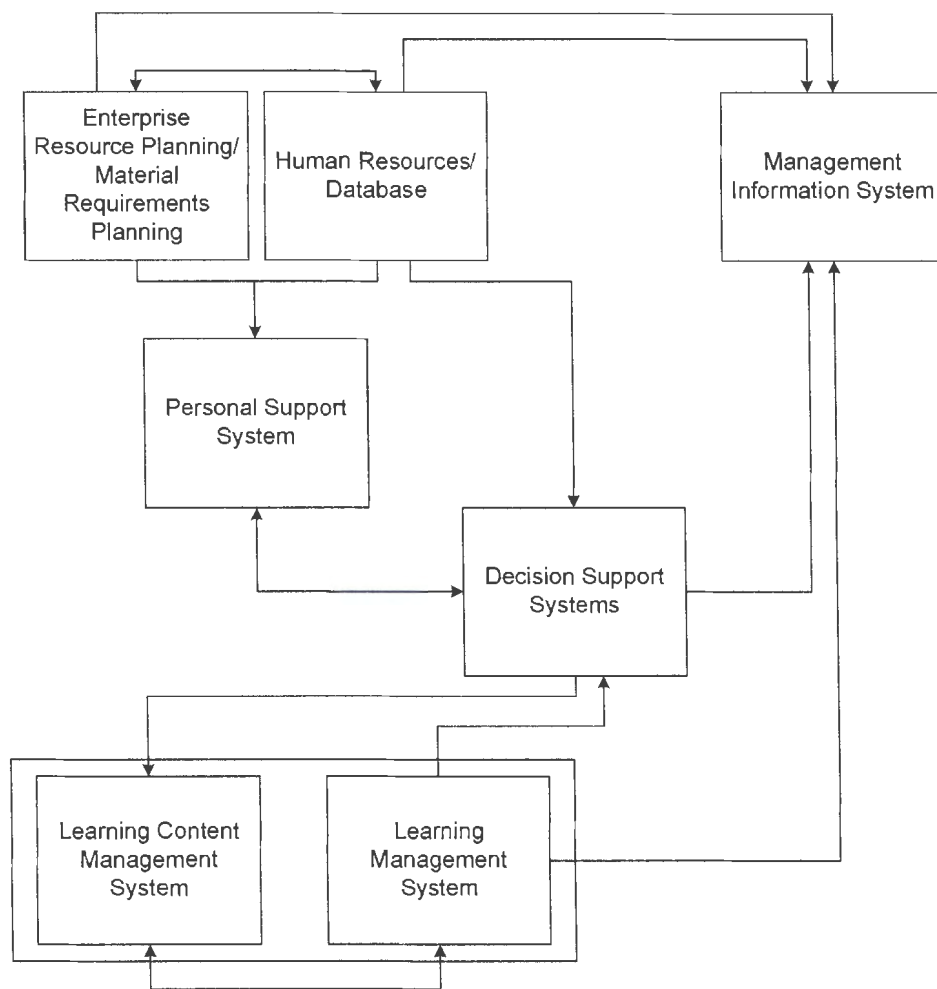 Enterprise
Resource Planning/
Material
Requirements
Planning
Human Resources/
Database
Management
Information System
Personal Support
System
Decision Support
Systems
Learning Content
Management
System
Learning
Management
System